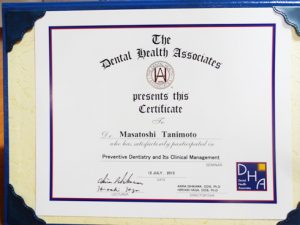 The
Dental Health Associates
presents this
Certificate
To
Dr. Masatoshi Tanimoto
who has satisfactorily participated in
Preventive Dentistry and Its Clinical Management
SEMINAR
15 JULY, 2013
DHA
Dental
Health
Associates